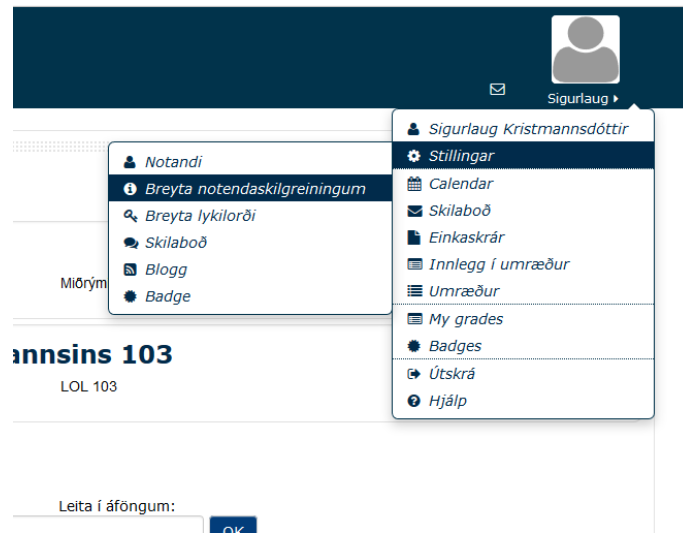 Sigurlaug
Sigurlaug Kristmannsdóttir
Stillingar
Calendar
Skilaboð
Einkaskrár
Innlegg í umræður
Umræður
My grades
Badges
Útskrá
Hjálp
Notandi
Breyta notendaskilgreiningum
Breyta lykilorði
Skilaboð
Blogg
Badge
Miðrým
annsins 103
LOL 103
Leita í áföngum:
OK